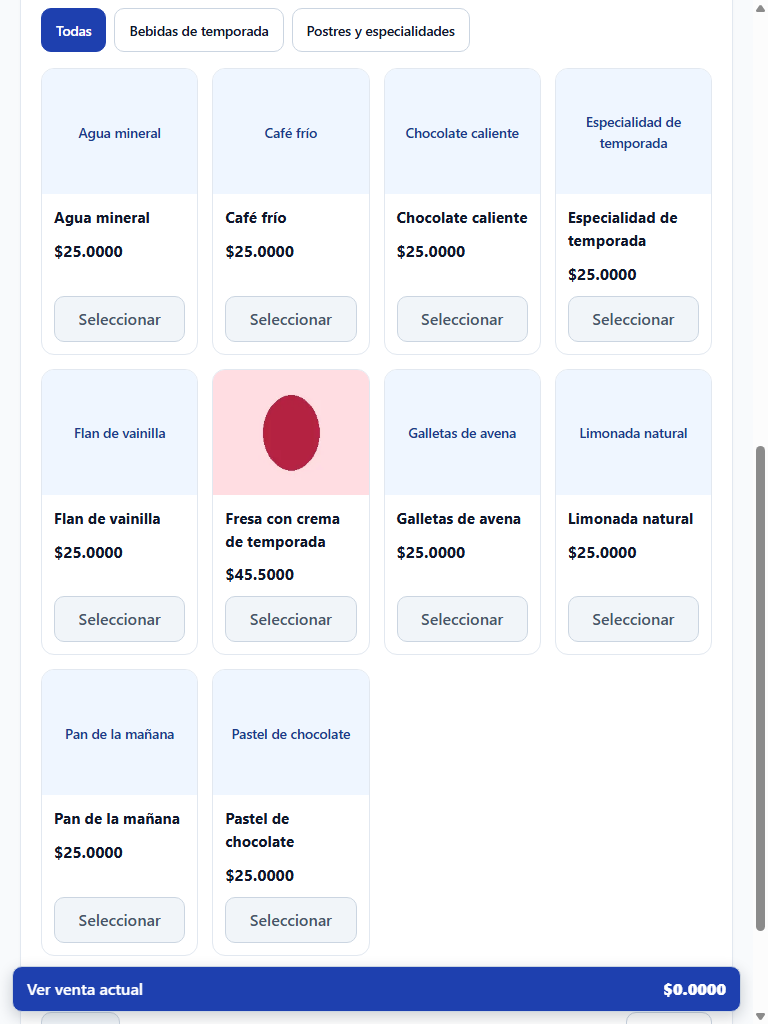 Todas
Bebidas de temporada
Postres y especialidades
Agua mineral
Café frío
Chocolate caliente
Especialidad de
temporada
Agua mineral
$25.0000
Seleccionar
Café frío
$25.0000
Seleccionar
Chocolate caliente
$25.0000
Seleccionar
Especialidad de
temporada
$25.0000
Seleccionar
Flan de vainilla
Flan de vainilla
$25.0000
Seleccionar
Fresa con crema
de temporada
$45.5000
Seleccionar
Galletas de avena
Galletas de avena
$25.0000
Seleccionar
Limonada natural
Limonada natural
$25.0000
Seleccionar
Pan de la mañana
Pan de la mañana
$25.0000
Seleccionar
Pastel de chocolate
Pastel de
chocolate
$25.0000
Seleccionar
Ver venta actual
$0.0000